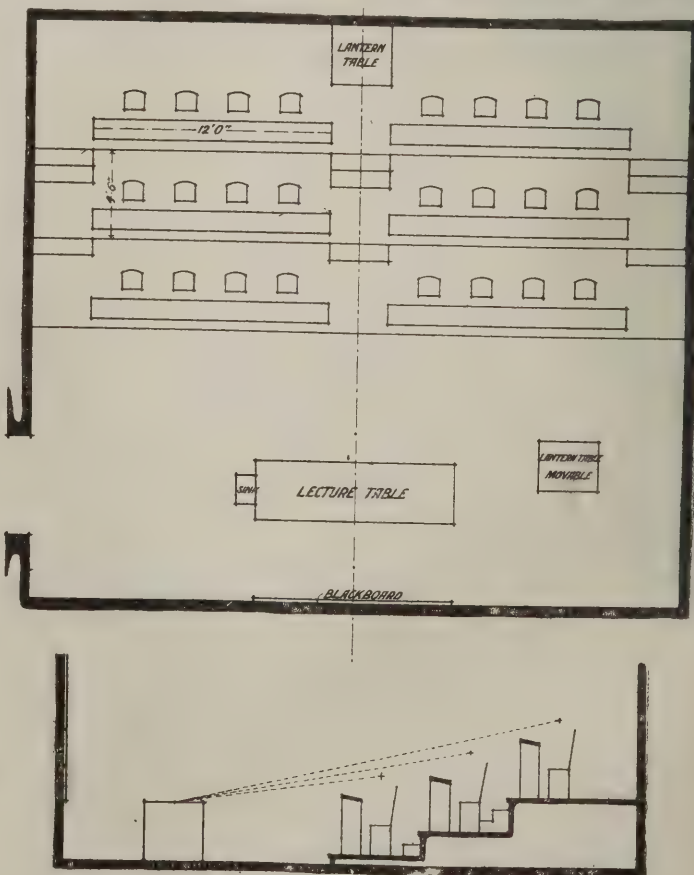 LANTERN
TABLE
12'0"
4'6"
LANTERN TABLE
MOVABLE
SINK
LECTURE TABLE
BLACKBOARD